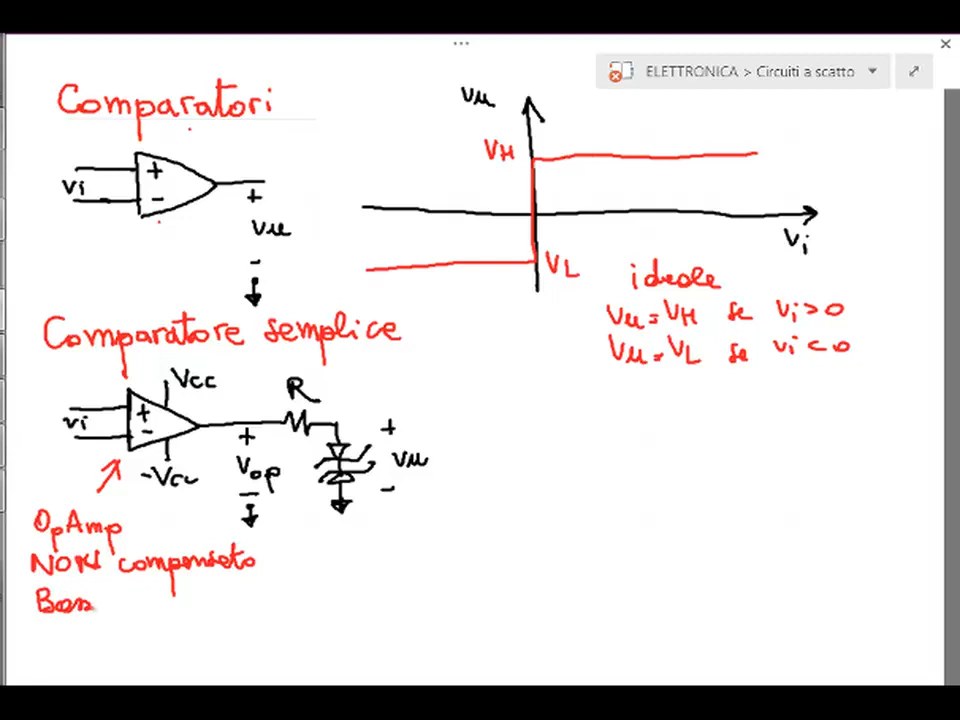 ...
ELETTRONICA > Circuiti a scatto
Comparatori
vu
VH
+
vi
-
+
vu
-
vi
VL
ideale
vu = VH se vi > 0
vu = VL se vi < 0
Comparatore semplice
Vcc
R
+
vi
-
-Vcc
+
Vop
-
+
vu
-
OpAmp
NON compensato